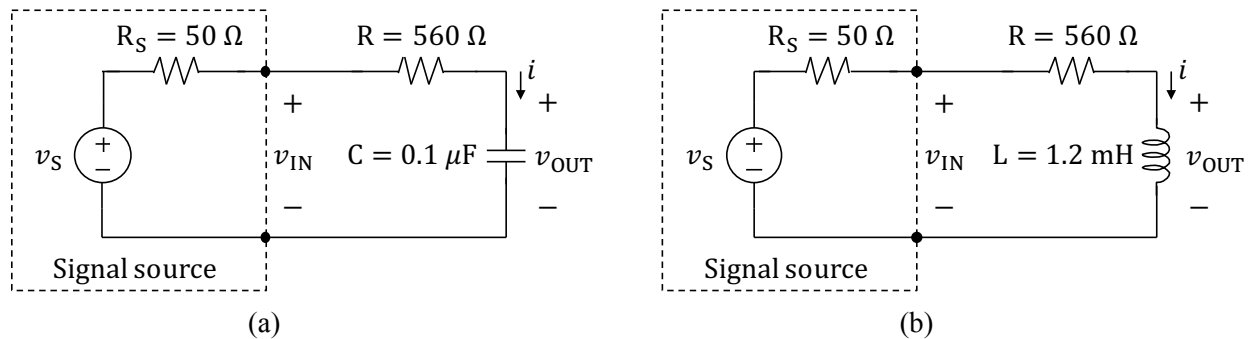 R_S = 50 Ω
R = 560 Ω
i
+
+
+
v_S
−
v_IN
C = 0.1 μF
v_OUT
−
−
Signal source
(a)
R_S = 50 Ω
R = 560 Ω
i
+
+
+
v_S
−
v_IN
L = 1.2 mH
v_OUT
−
−
Signal source
(b)